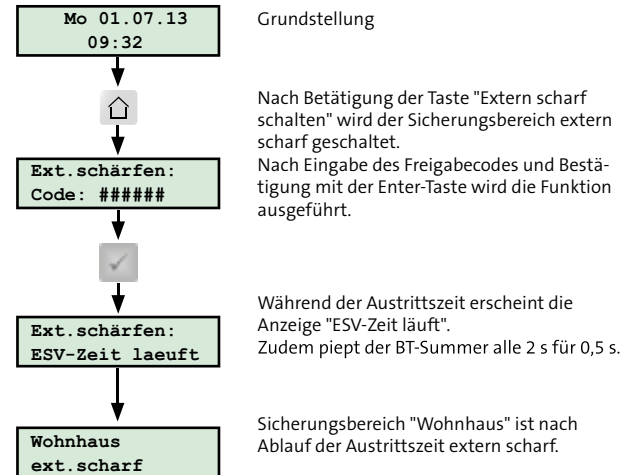 Mo 01.07.13
09:32
Grundstellung
Nach Betätigung der Taste "Extern scharf
schalten" wird der Sicherungsbereich extern
scharf geschaltet.
Ext.schärfen:
Code: ######
Nach Eingabe des Freigabecodes und Bestä-
tigung mit der Enter-Taste wird die Funktion
ausgeführt.
Ext.schärfen:
ESV-Zeit laeuft
Während der Austrittszeit erscheint die
Anzeige "ESV-Zeit läuft".
Zudem piept der BT-Summer alle 2 s für 0,5 s.
Wohnhaus
ext.scharf
Sicherungsbereich "Wohnhaus" ist nach
Ablauf der Austrittszeit extern scharf.